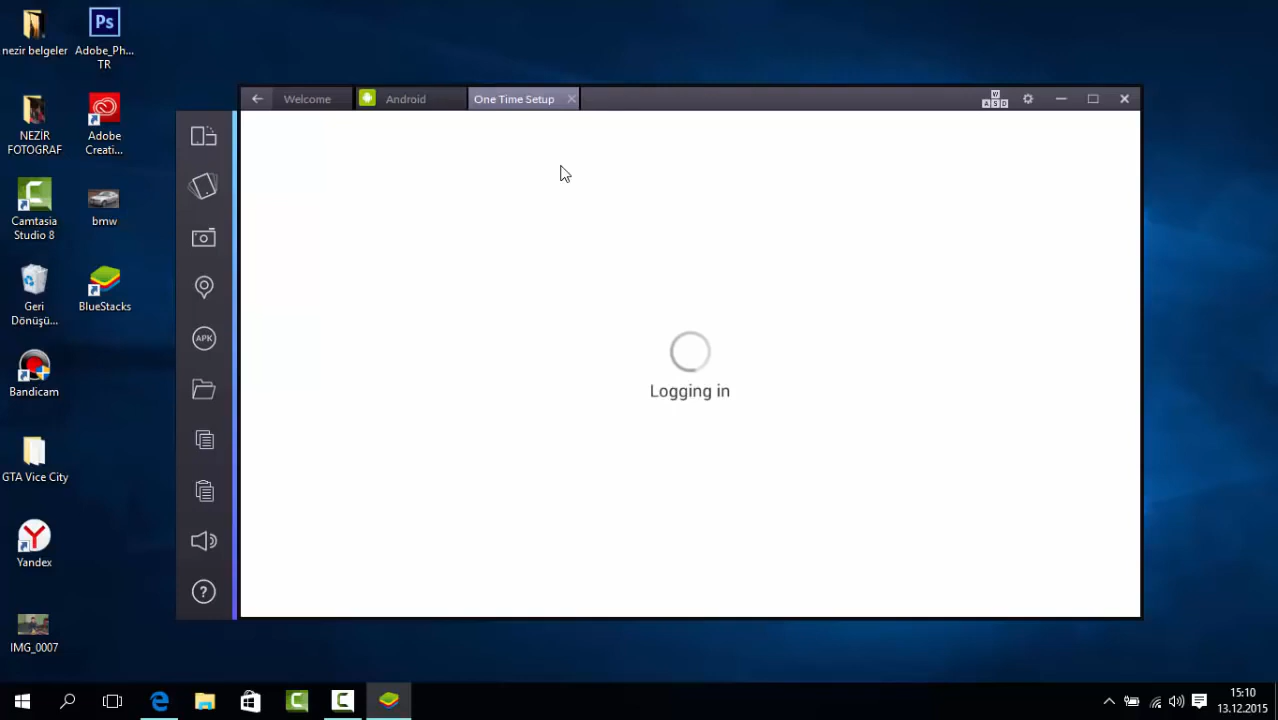 nezir belgeler
Ps
Adobe_Ph...
TR
NEZİR
FOTOGRAF
Adobe
Creati...
Camtasia
Studio 8
bmw
Geri
Dönüşü...
BlueStacks
Bandicam
GTA Vice City
Yandex
IMG_0007
Welcome
Android
One Time Setup
W
A S D
APK
Logging in
15:10
13.12.2015